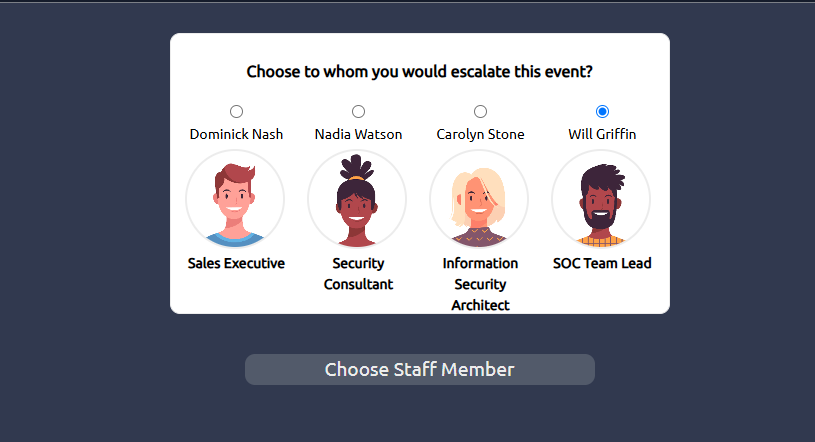 Choose to whom you would escalate this event?
Dominick Nash
Nadia Watson
Carolyn Stone
Will Griffin
Sales Executive
Security
Consultant
Information
Security
Architect
SOC Team Lead
Choose Staff Member